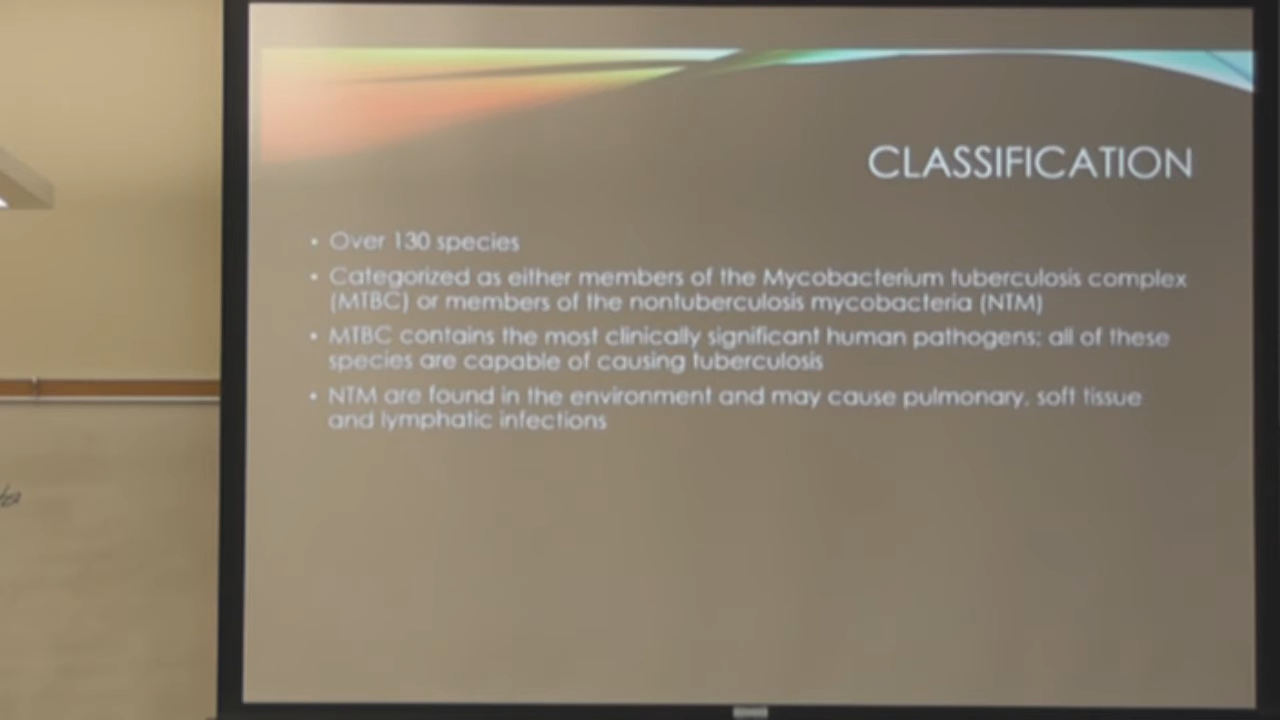 CLASSIFICATION
• Over 130 species
• Categorized as either members of the Mycobacterium tuberculosis complex
(MTBC) or members of the nontuberculosis mycobacteria (NTM)
• MTBC contains the most clinically significant human pathogens; all of these
species are capable of causing tuberculosis
• NTM are found in the environment and may cause pulmonary, soft tissue
and lymphatic infections